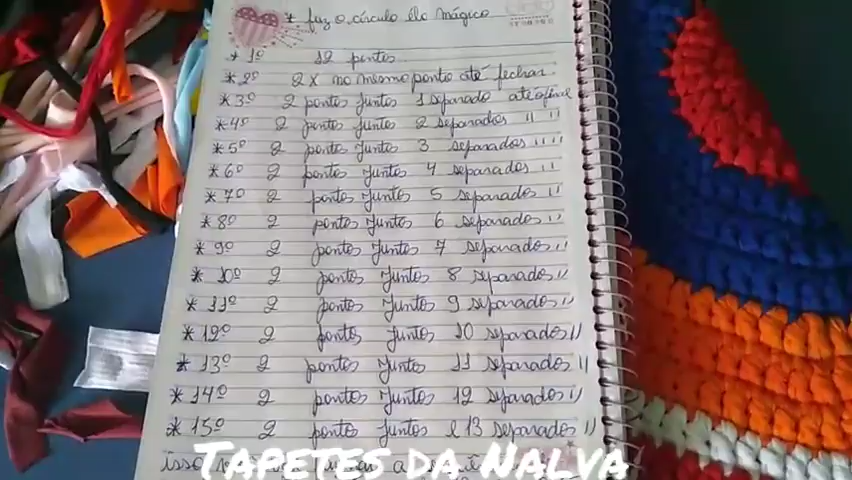 * faz o círculo elo mágico
* 1º 12 pontos
* 2º 2 x no mesmo ponto até fechar
* 3º 2 pontos juntos 1 separado até o final
* 4º 2 pontos juntos 2 separados " "
* 5º 2 pontos juntos 3 separados " "
* 6º 2 pontos juntos 4 separados "
* 7º 2 pontos juntos 5 separados "
* 8º 2 pontos juntos 6 separados "
* 9º 2 pontos juntos 7 separados "
* 10º 2 pontos juntos 8 separados "
* 11º 2 pontos juntos 9 separados "
* 12º 2 pontos juntos 10 separados "
* 13º 2 pontos juntos 11 separados "
* 14º 2 pontos juntos 12 separados "
* 15º 2 pontos juntos e 13 separados "
isso
TAPETES DA NALVA